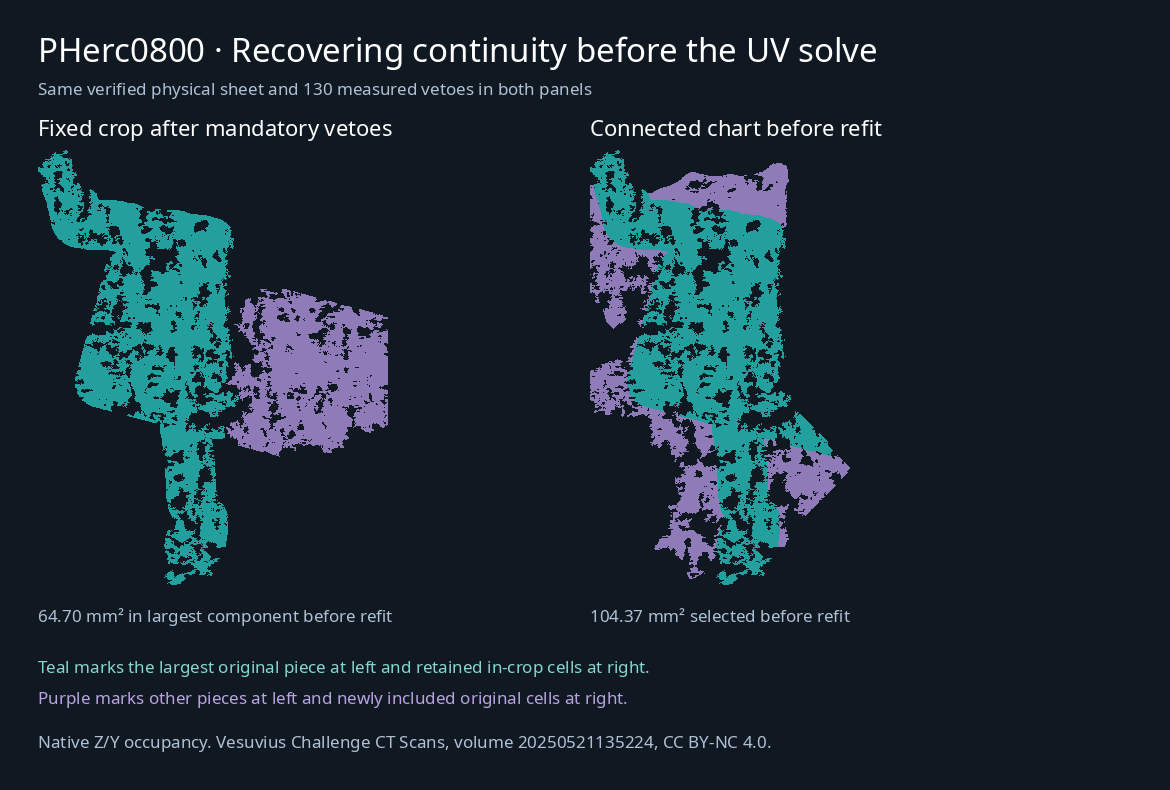 PHerc0800 · Recovering continuity before the UV solve
Same verified physical sheet and 130 measured vetoes in both panels
Fixed crop after mandatory vetoes
Connected chart before refit
64.70 mm² in largest component before refit
104.37 mm² selected before refit
Teal marks the largest original piece at left and retained in-crop cells at right.
Purple marks other pieces at left and newly included original cells at right.
Native Z/Y occupancy. Vesuvius Challenge CT Scans, volume 20250521135224, CC BY-NC 4.0.